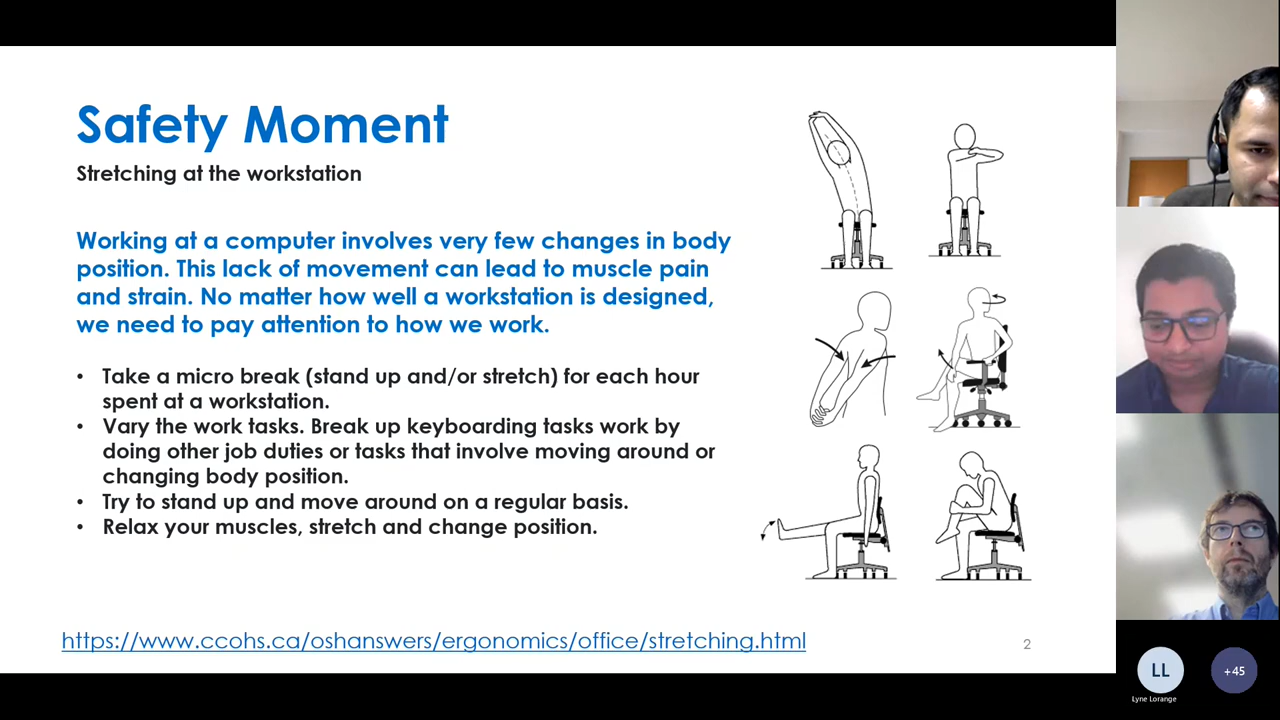 Safety Moment
Stretching at the workstation
Working at a computer involves very few changes in body
position. This lack of movement can lead to muscle pain
and strain. No matter how well a workstation is designed,
we need to pay attention to how we work.
• Take a micro break (stand up and/or stretch) for each hour
spent at a workstation.
• Vary the work tasks. Break up keyboarding tasks work by
doing other job duties or tasks that involve moving around or
changing body position.
• Try to stand up and move around on a regular basis.
• Relax your muscles, stretch and change position.
https://www.ccohs.ca/oshanswers/ergonomics/office/stretching.html
2
LL
+45
Lyne Lorange